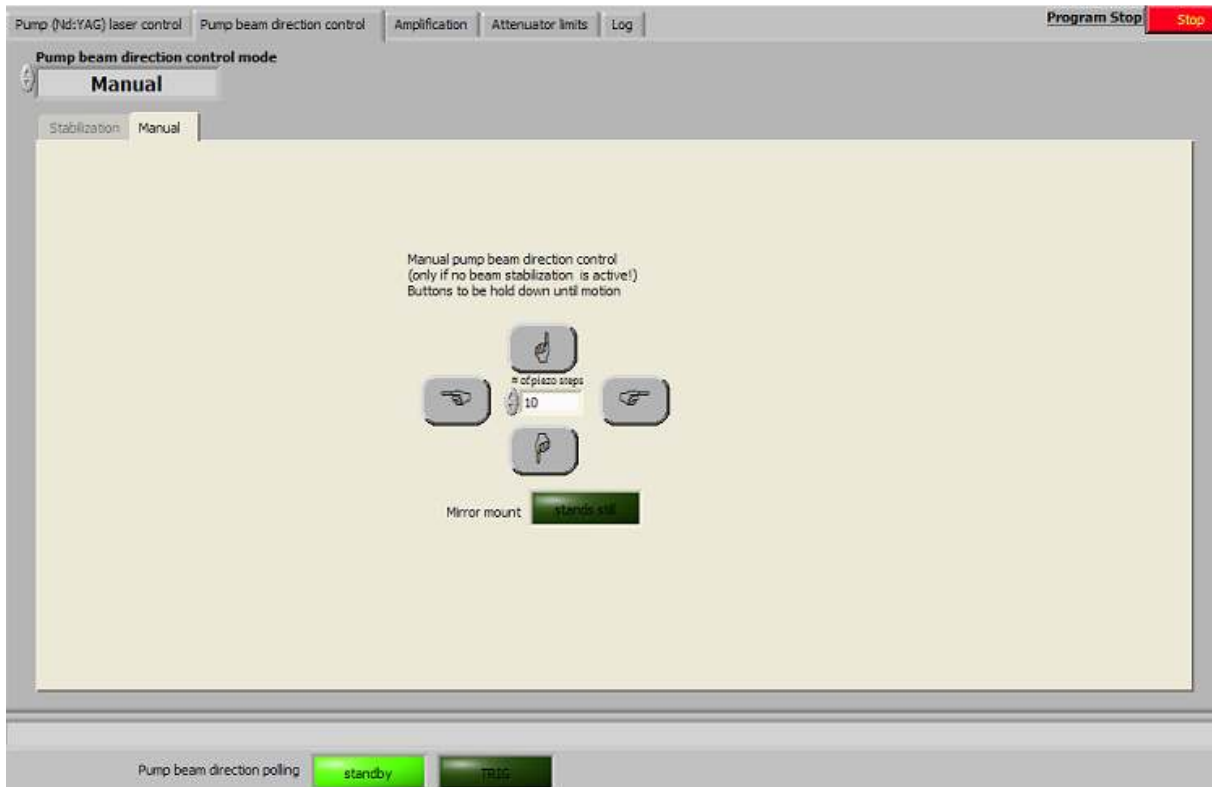 Pump (Nd:YAG) laser control
Pump beam direction control
Amplification
Attenuator limits
Log
Program Stop
Stop
Pump beam direction control mode
Manual
Stabilization
Manual
Manual pump beam direction control
(only if no beam stabilization is active!)
Buttons to be hold down until motion
# of piezo steps
10
Mirror mount
stands still
Pump beam direction polling
standby
TRIG